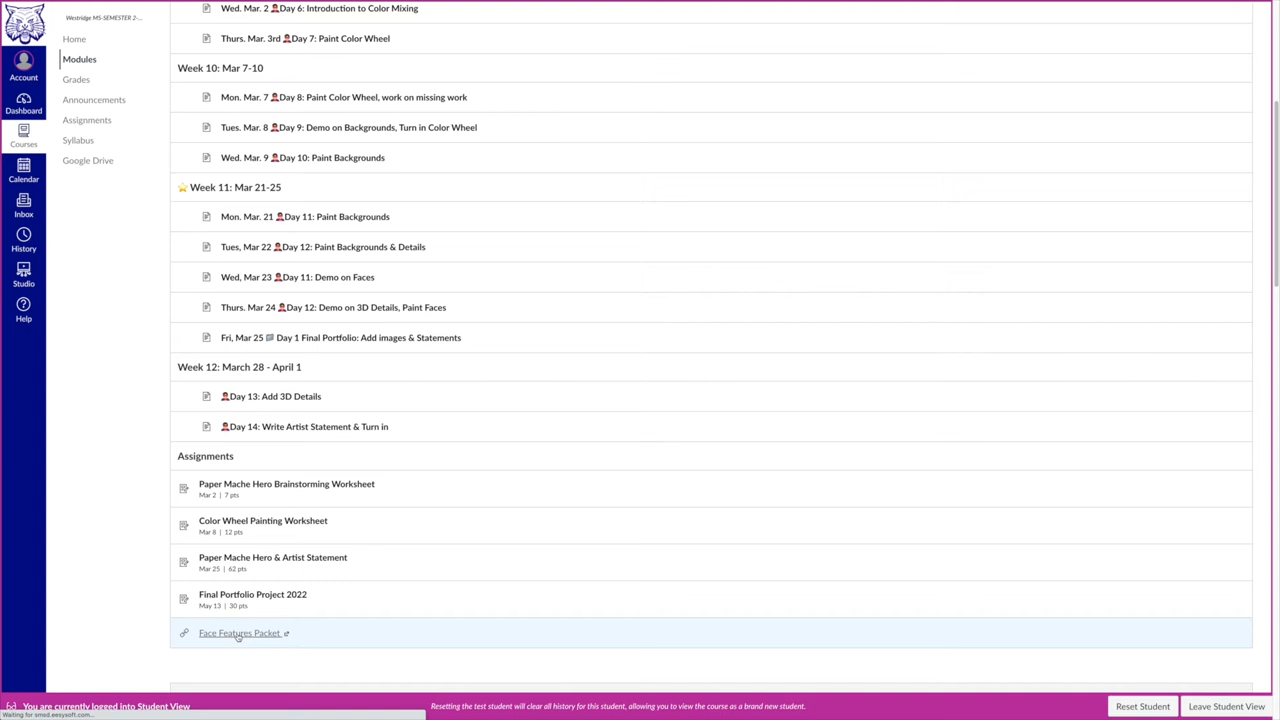 Westridge MS-SEMESTER 2-...
Account
Dashboard
Courses
Calendar
Inbox
History
Studio
Help
Home
Modules
Grades
Announcements
Assignments
Syllabus
Google Drive
Wed. Mar. 2 Day 6: Introduction to Color Mixing
Thurs. Mar. 3rd Day 7: Paint Color Wheel
Week 10: Mar 7-10
Mon. Mar. 7 Day 8: Paint Color Wheel, work on missing work
Tues. Mar. 8 Day 9: Demo on Backgrounds, Turn in Color Wheel
Wed. Mar. 9 Day 10: Paint Backgrounds
Week 11: Mar 21-25
Mon. Mar. 21 Day 11: Paint Backgrounds
Tues, Mar 22 Day 12: Paint Backgrounds & Details
Wed, Mar 23 Day 11: Demo on Faces
Thurs. Mar 24 Day 12: Demo on 3D Details, Paint Faces
Fri, Mar 25 Day 1 Final Portfolio: Add images & Statements
Week 12: March 28 - April 1
Day 13: Add 3D Details
Day 14: Write Artist Statement & Turn in
Assignments
Paper Mache Hero Brainstorming Worksheet
Mar 2 | 7 pts
Color Wheel Painting Worksheet
Mar 8 | 12 pts
Paper Mache Hero & Artist Statement
Mar 25 | 62 pts
Final Portfolio Project 2022
May 13 | 30 pts
Face Features Packet
You are currently logged into Student View
Resetting the test student will clear all history for this student, allowing you to view the course as a brand new student.
Reset Student
Leave Student View
Waiting for smsd.eesysoft.com...